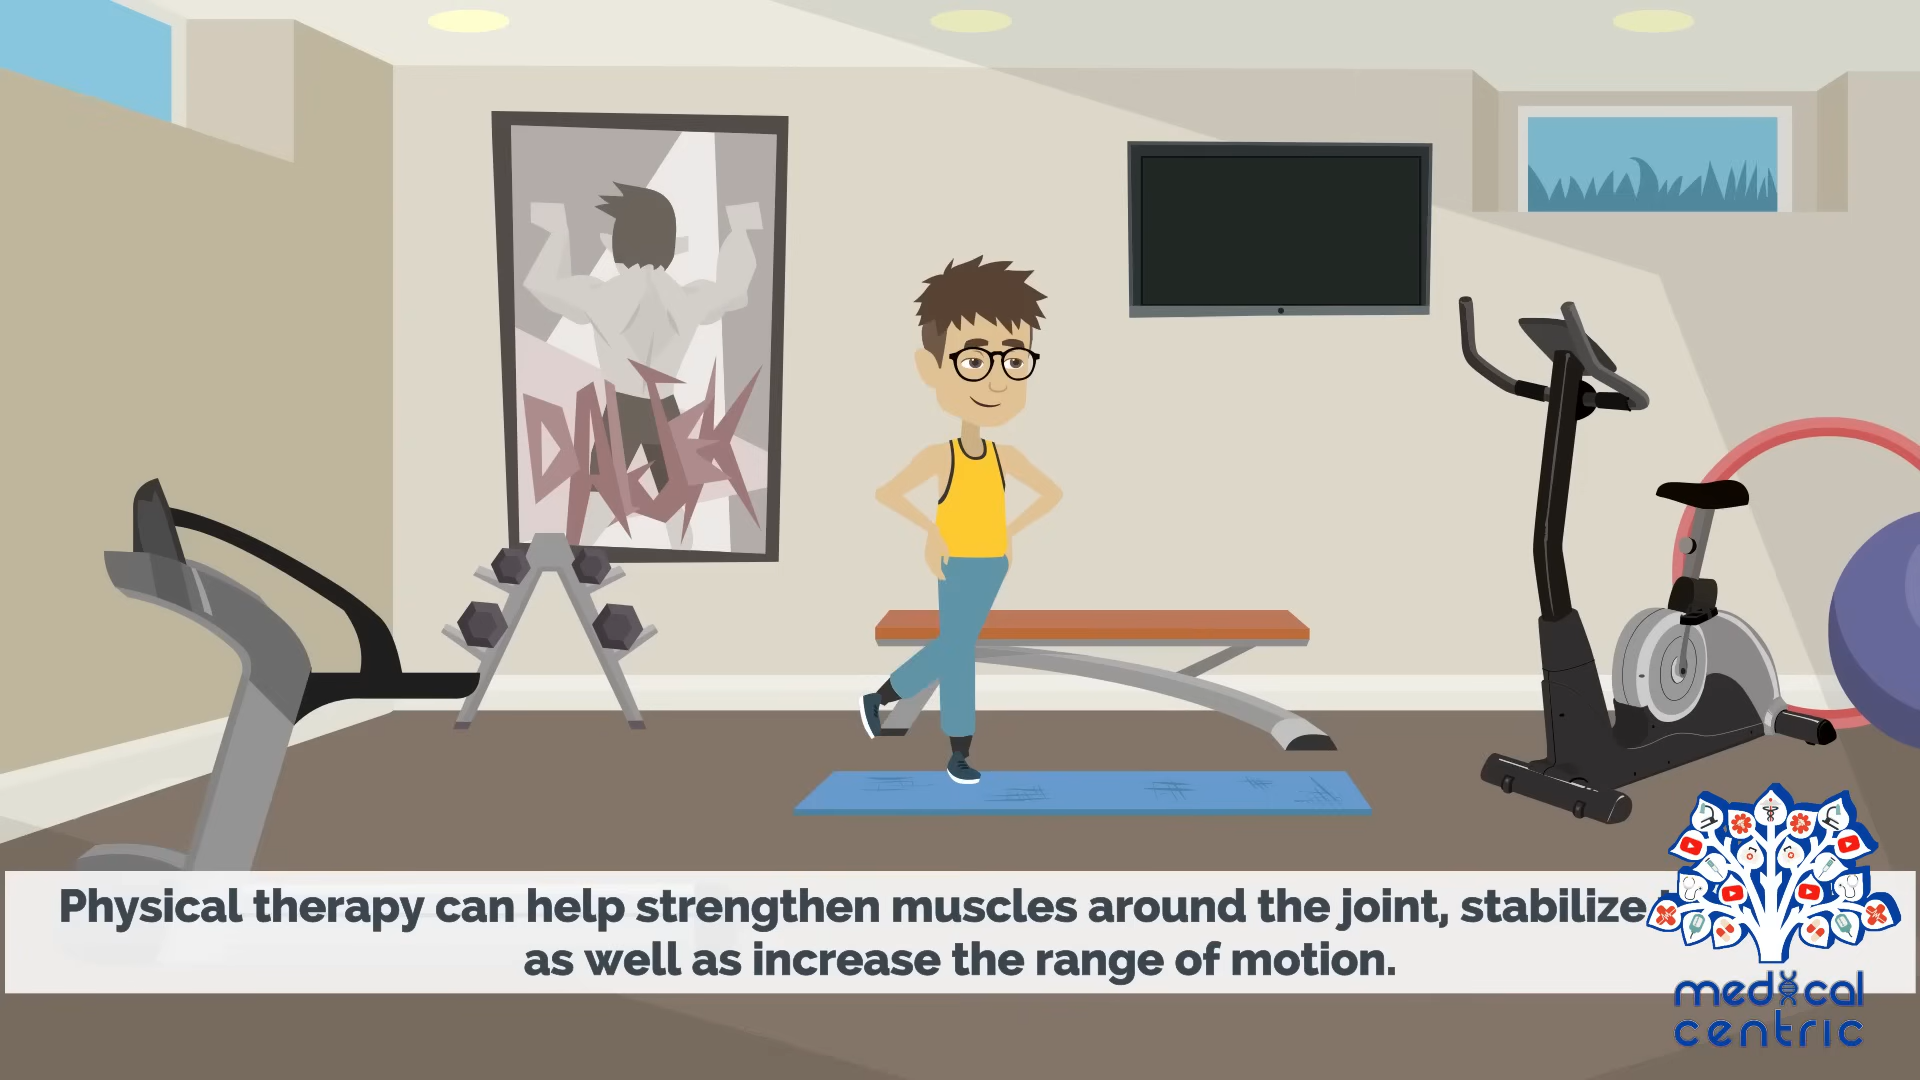 Physical therapy can help strengthen muscles around the joint, stabilize
as well as increase the range of motion.
medical
centric